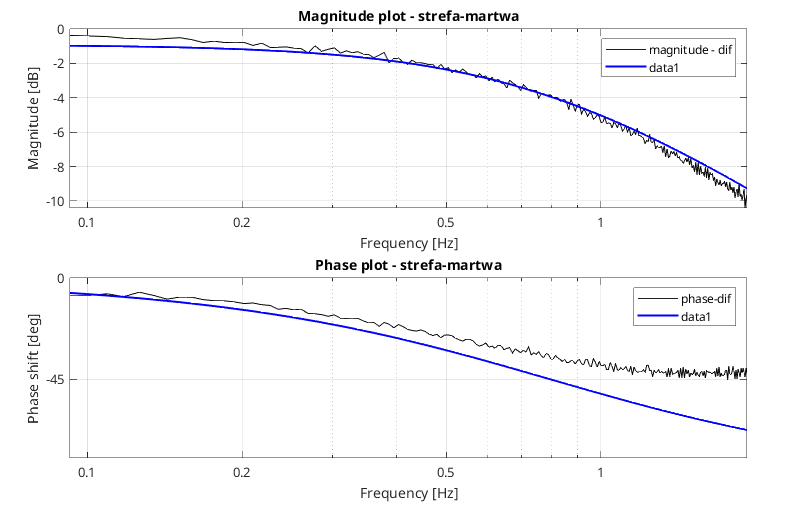 Magnitude plot - strefa-martwa
0
-2
-4
-6
-8
-10
Magnitude [dB]
magnitude - dif
data1
0.1
0.2
0.5
1
Frequency [Hz]
Phase plot - strefa-martwa
0
-45
Phase shift [deg]
phase-dif
data1
0.1
0.2
0.5
1
Frequency [Hz]